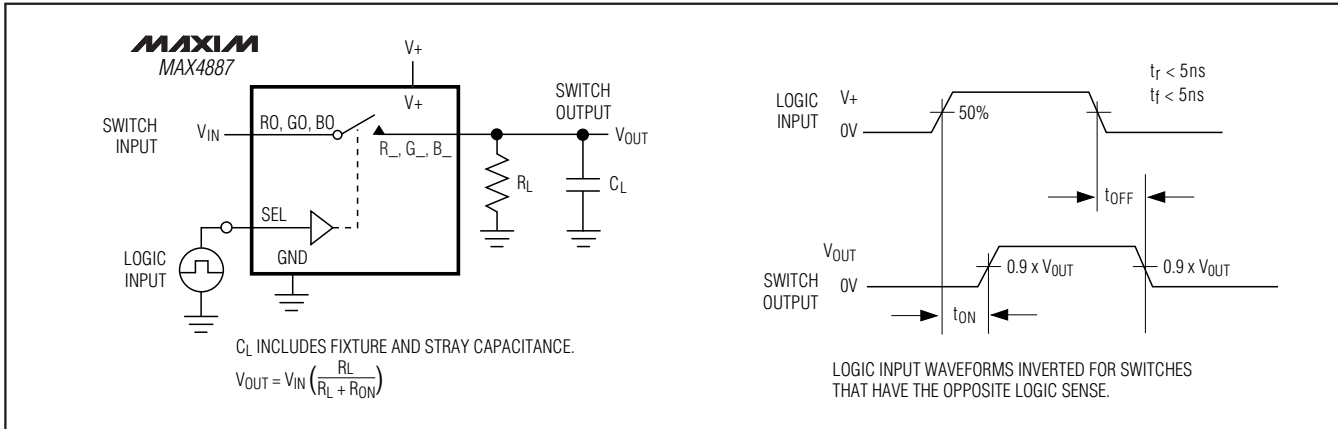 MAXIM
MAX4887
V+
V+
SWITCH
INPUT
VIN
RO, GO, BO
R_, G_, B_
SWITCH
OUTPUT
VOUT
RL
CL
SEL
LOGIC
INPUT
GND
CL INCLUDES FIXTURE AND STRAY CAPACITANCE.
VOUT = VIN (RL / RL + RON)
LOGIC
INPUT
V+
0V
50%
tr < 5ns
tf < 5ns
tOFF
VOUT
SWITCH
OUTPUT
0V
0.9 x VOUT
0.9 x VOUT
tON
LOGIC INPUT WAVEFORMS INVERTED FOR SWITCHES
THAT HAVE THE OPPOSITE LOGIC SENSE.